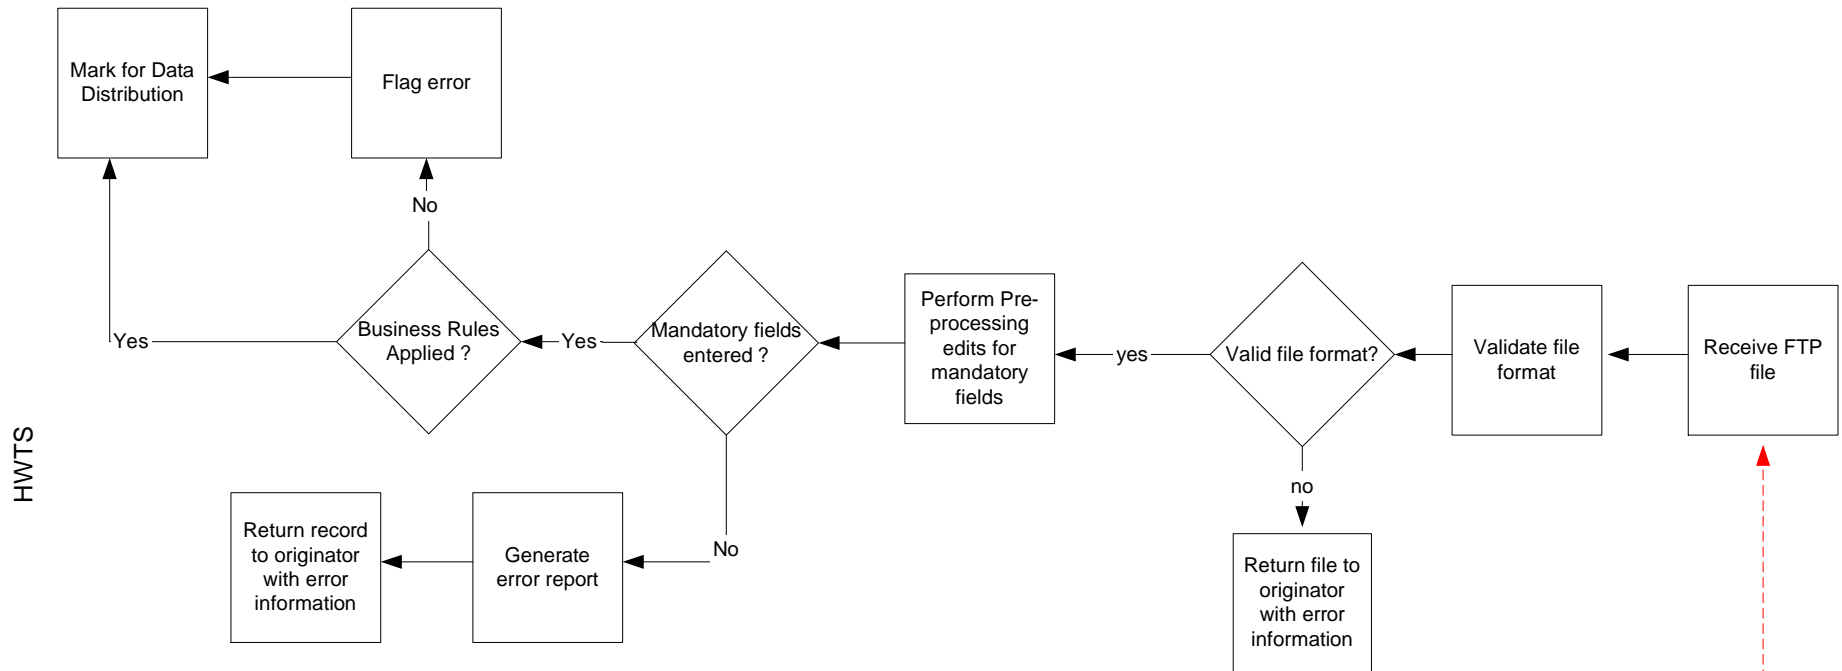 Mark for Data
Distribution
Flag error
No
Yes
Business Rules
Applied ?
Yes
Mandatory fields
entered ?
Perform Pre-
processing
edits for
mandatory
fields
yes
Valid file format?
Validate file
format
Receive FTP
file
HWTS
Return record
to originator
with error
information
Generate
error report
No
no
Return file to
originator
with error
information